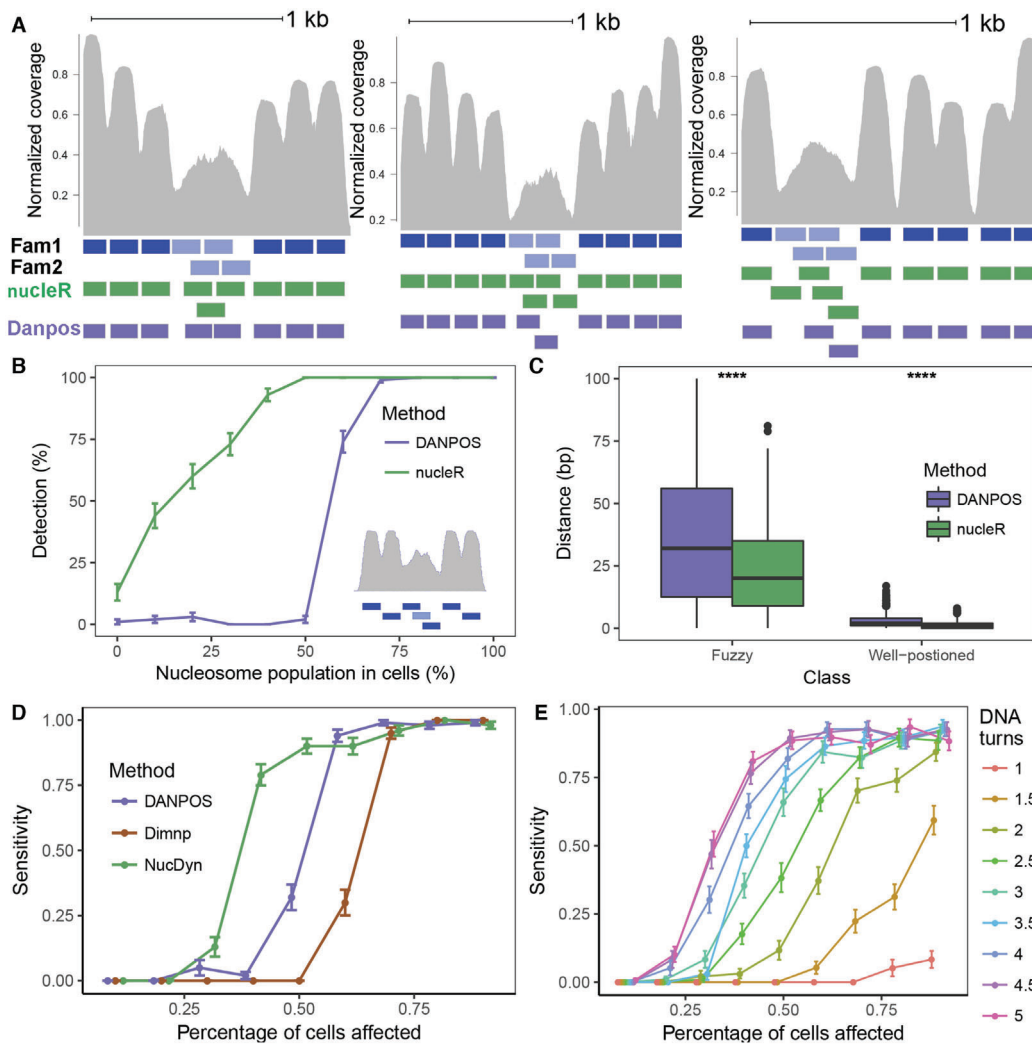 A
1 kb
1 kb
1 kb
Normalized coverage
0.8
0.6
0.4
0.2
Normalized coverage
0.8
0.6
0.4
0.2
Normalized coverage
0.8
0.6
0.4
0.2
Fam1
Fam2
nucleR
Danpos
B
Detection (%)
100
75
50
25
0
0
25
50
75
100
Nucleosome population in cells (%)
Method
DANPOS
nucleR
C
Distance (bp)
100
75
50
25
0
****
****
Method
DANPOS
nucleR
Fuzzy
Well-postioned
Class
D
Sensitivity
1.00
0.75
0.50
0.25
0.00
Method
DANPOS
Dimnp
NucDyn
0.25
0.50
0.75
Percentage of cells affected
E
Sensitivity
1.00
0.75
0.50
0.25
0.00
0.25
0.50
0.75
Percentage of cells affected
DNA
turns
1
1.5
2
2.5
3
3.5
4
4.5
5